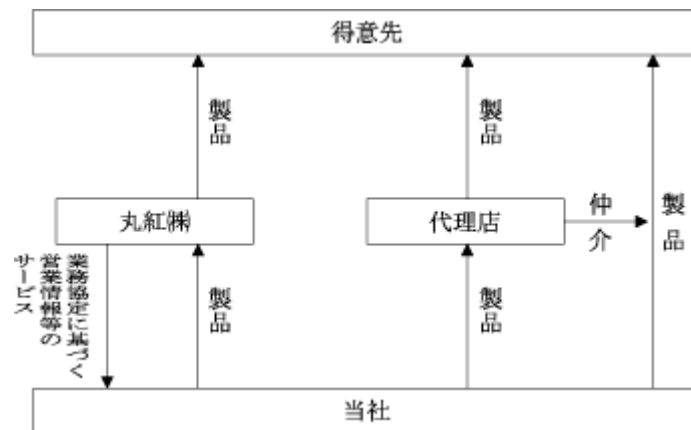 得意先
製品
製品
丸紅㈱
代理店
仲介
製品
業務協定に基づく
営業情報等の
サービス
製品
製品
当社